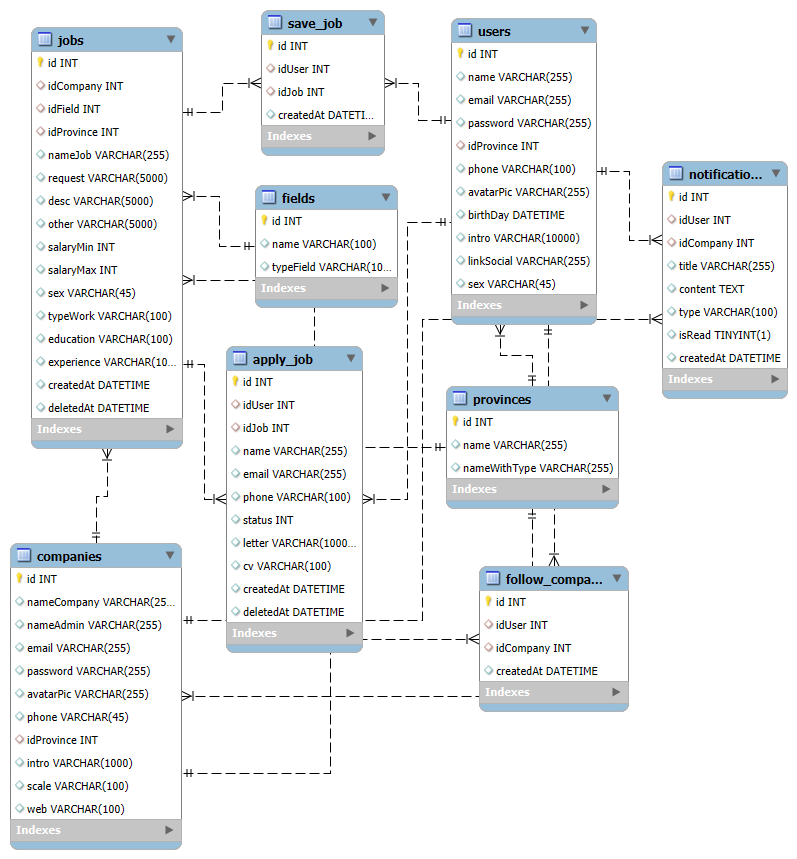 jobs
id INT
idCompany INT
idField INT
idProvince INT
nameJob VARCHAR(255)
request VARCHAR(5000)
desc VARCHAR(5000)
other VARCHAR(5000)
salaryMin INT
salaryMax INT
sex VARCHAR(45)
typeWork VARCHAR(100)
education VARCHAR(100)
experience VARCHAR(10...
createdAt DATETIME
deletedAt DATETIME
Indexes
save_job
id INT
idUser INT
idJob INT
createdAt DATETI...
Indexes
users
id INT
name VARCHAR(255)
email VARCHAR(255)
password VARCHAR(255)
idProvince INT
phone VARCHAR(100)
avatarPic VARCHAR(255)
birthDay DATETIME
intro VARCHAR(10000)
linkSocial VARCHAR(255)
sex VARCHAR(45)
Indexes
notificatio...
id INT
idUser INT
idCompany INT
title VARCHAR(255)
content TEXT
type VARCHAR(100)
isRead TINYINT(1)
createdAt DATETIME
Indexes
fields
id INT
name VARCHAR(100)
typeField VARCHAR(10...
Indexes
apply_job
id INT
idUser INT
idJob INT
name VARCHAR(255)
email VARCHAR(255)
phone VARCHAR(100)
status INT
letter VARCHAR(1000...
cv VARCHAR(100)
createdAt DATETIME
deletedAt DATETIME
Indexes
provinces
id INT
name VARCHAR(255)
nameWithType VARCHAR(255)
Indexes
companies
id INT
nameCompany VARCHAR(25...
nameAdmin VARCHAR(255)
email VARCHAR(255)
password VARCHAR(255)
avatarPic VARCHAR(255)
phone VARCHAR(45)
idProvince INT
intro VARCHAR(1000)
scale VARCHAR(100)
web VARCHAR(100)
Indexes
follow_compa...
id INT
idUser INT
idCompany INT
createdAt DATETIME
Indexes